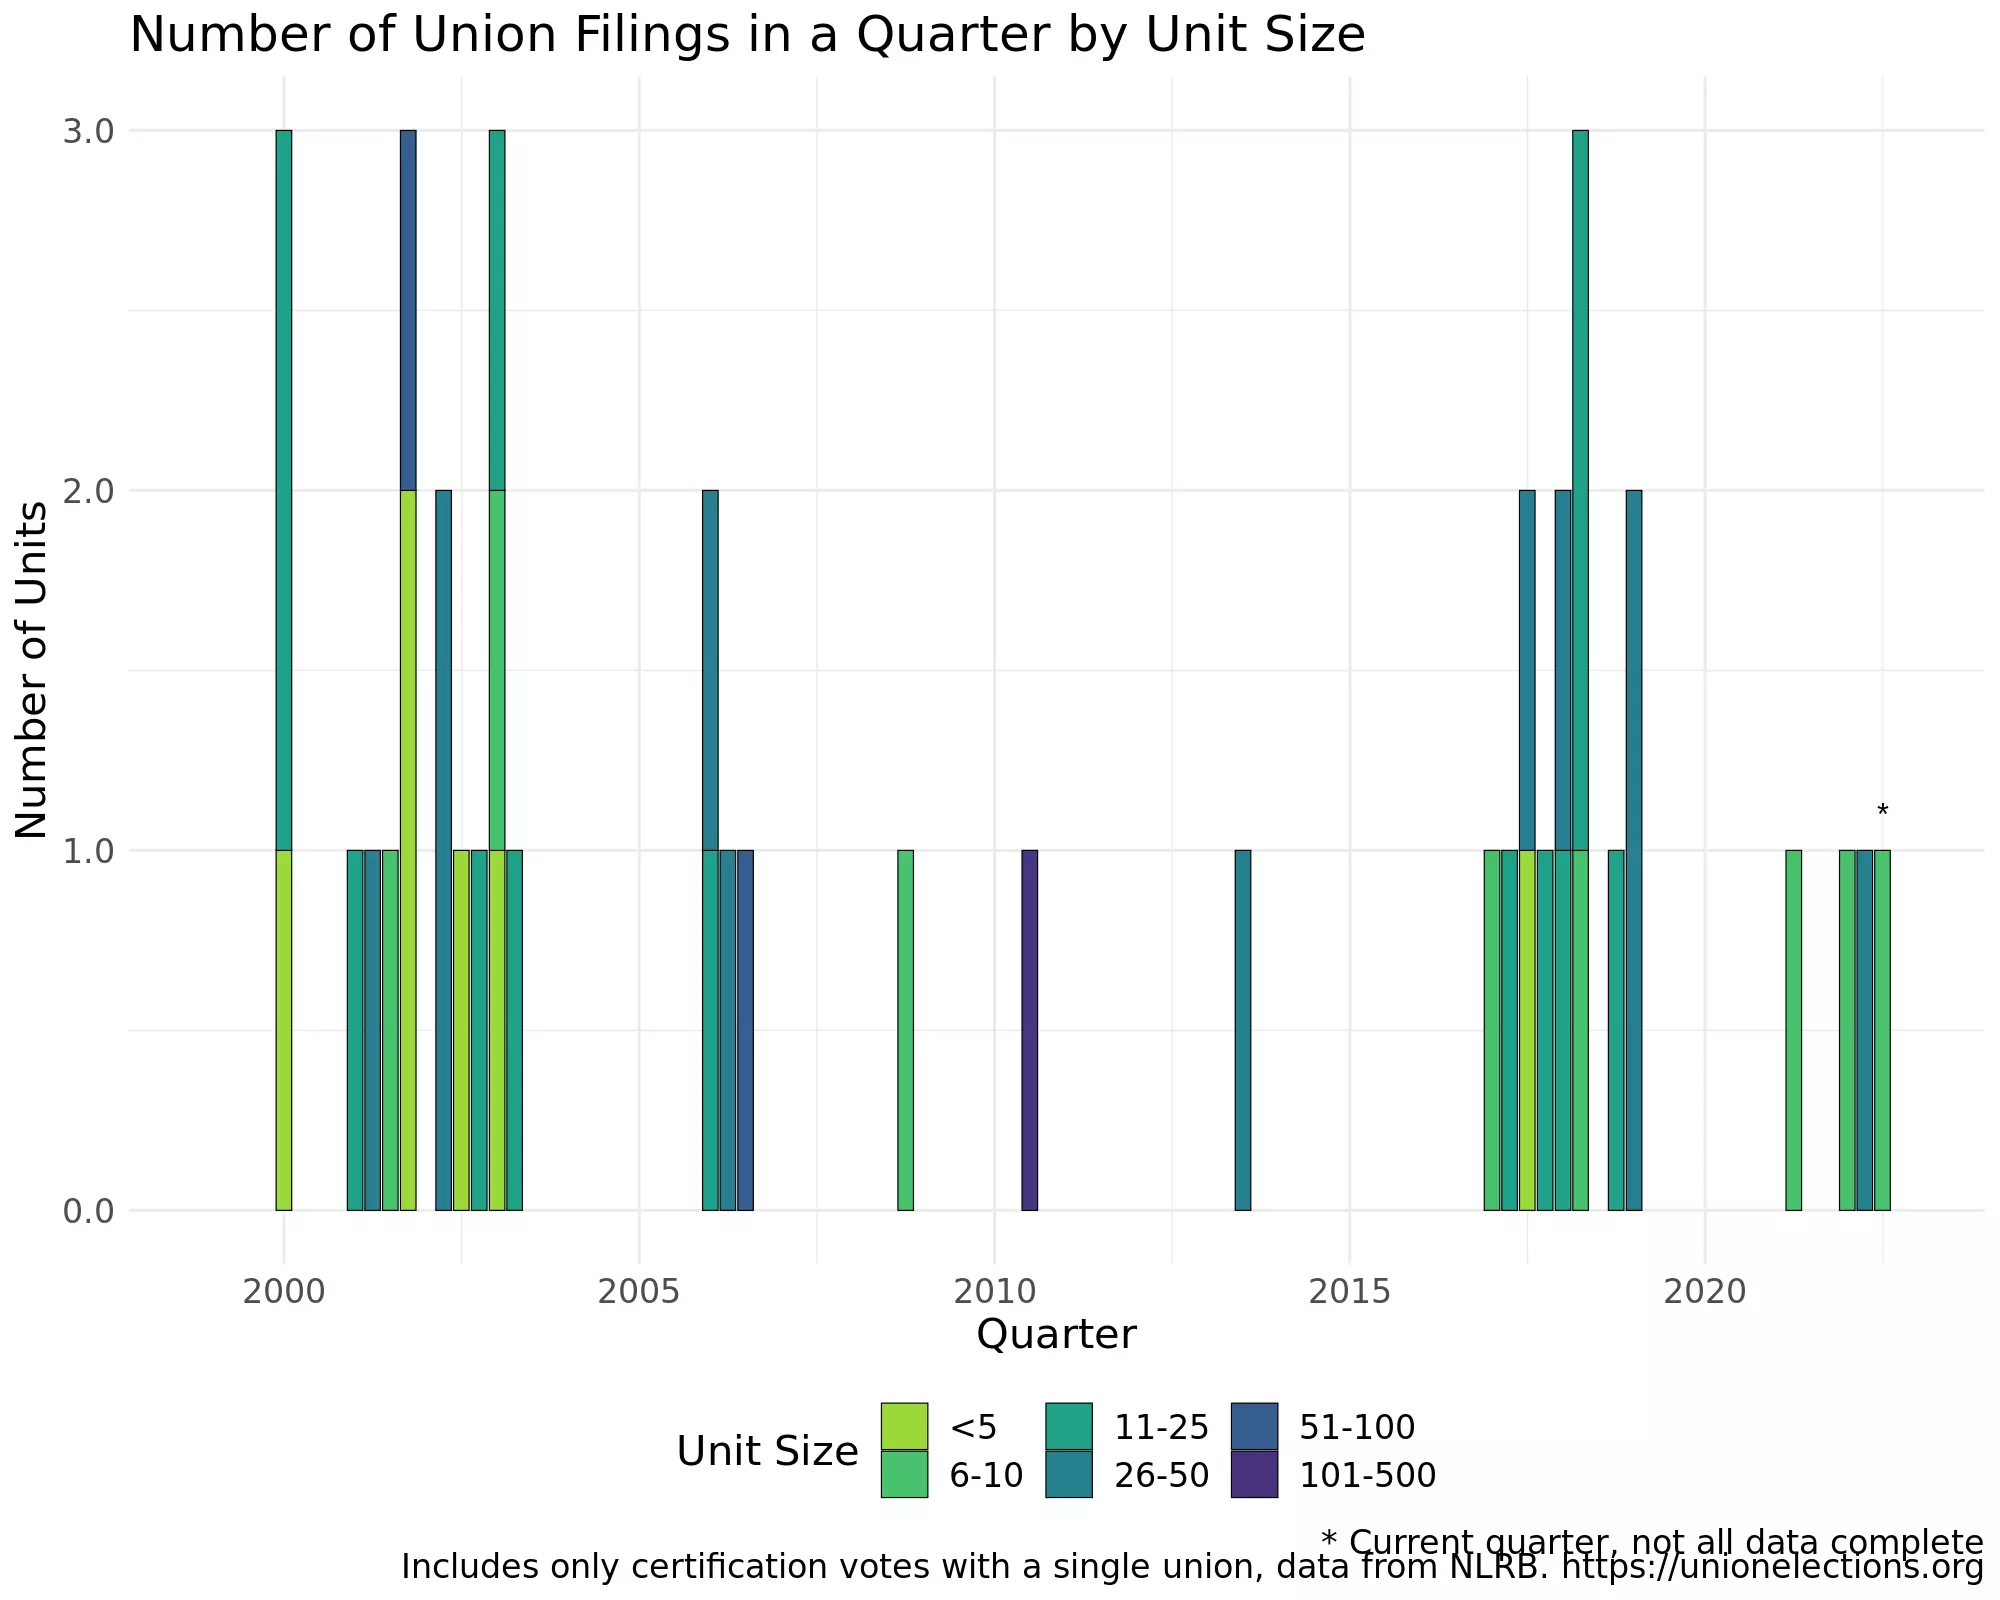 Number of Union Filings in a Quarter by Unit Size
Number of Units
3.0
2.0
1.0
0.0
*
2000 2005 2010 2015 2020
Quarter
Unit Size
<5 11-25 51-100
6-10 26-50 101-500
* Current quarter, not all data complete
Includes only certification votes with a single union, data from NLRB. https://unionelections.org